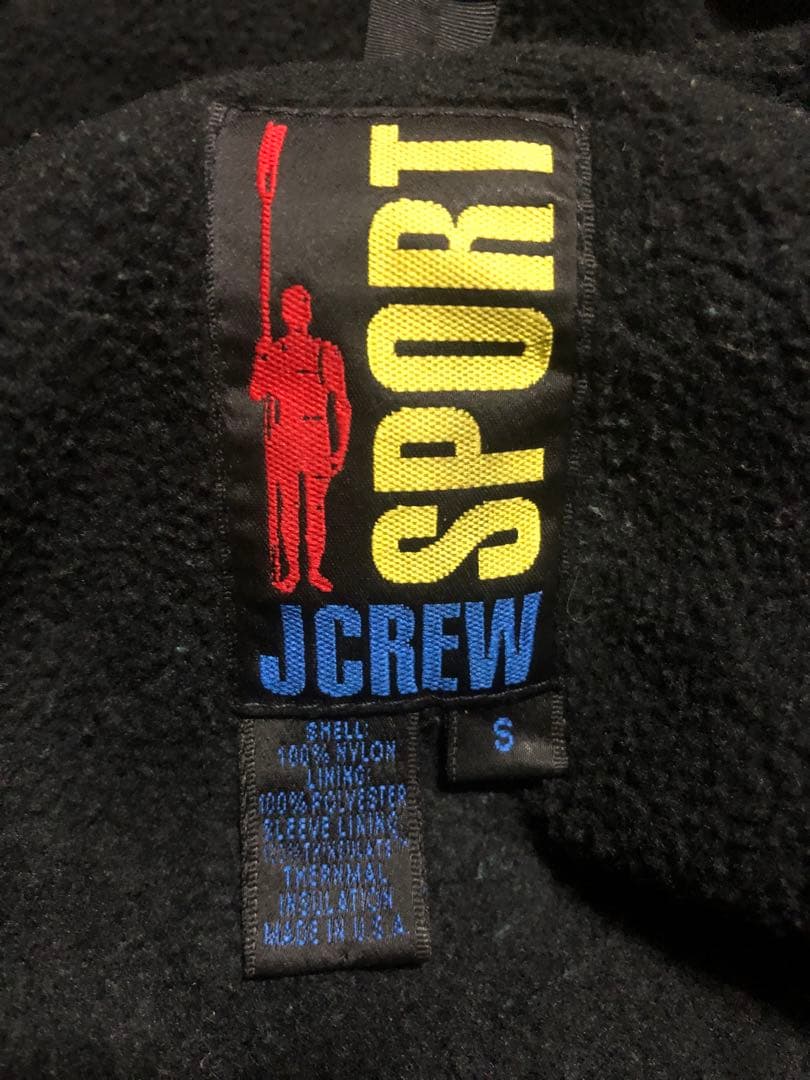 SPORT
JCREW
S
SHELL:
100% NYLON
LINING:
100% POLYESTER
SLEEVE LINING:
THERMAL
INSULATION
MADE IN U.S.A.